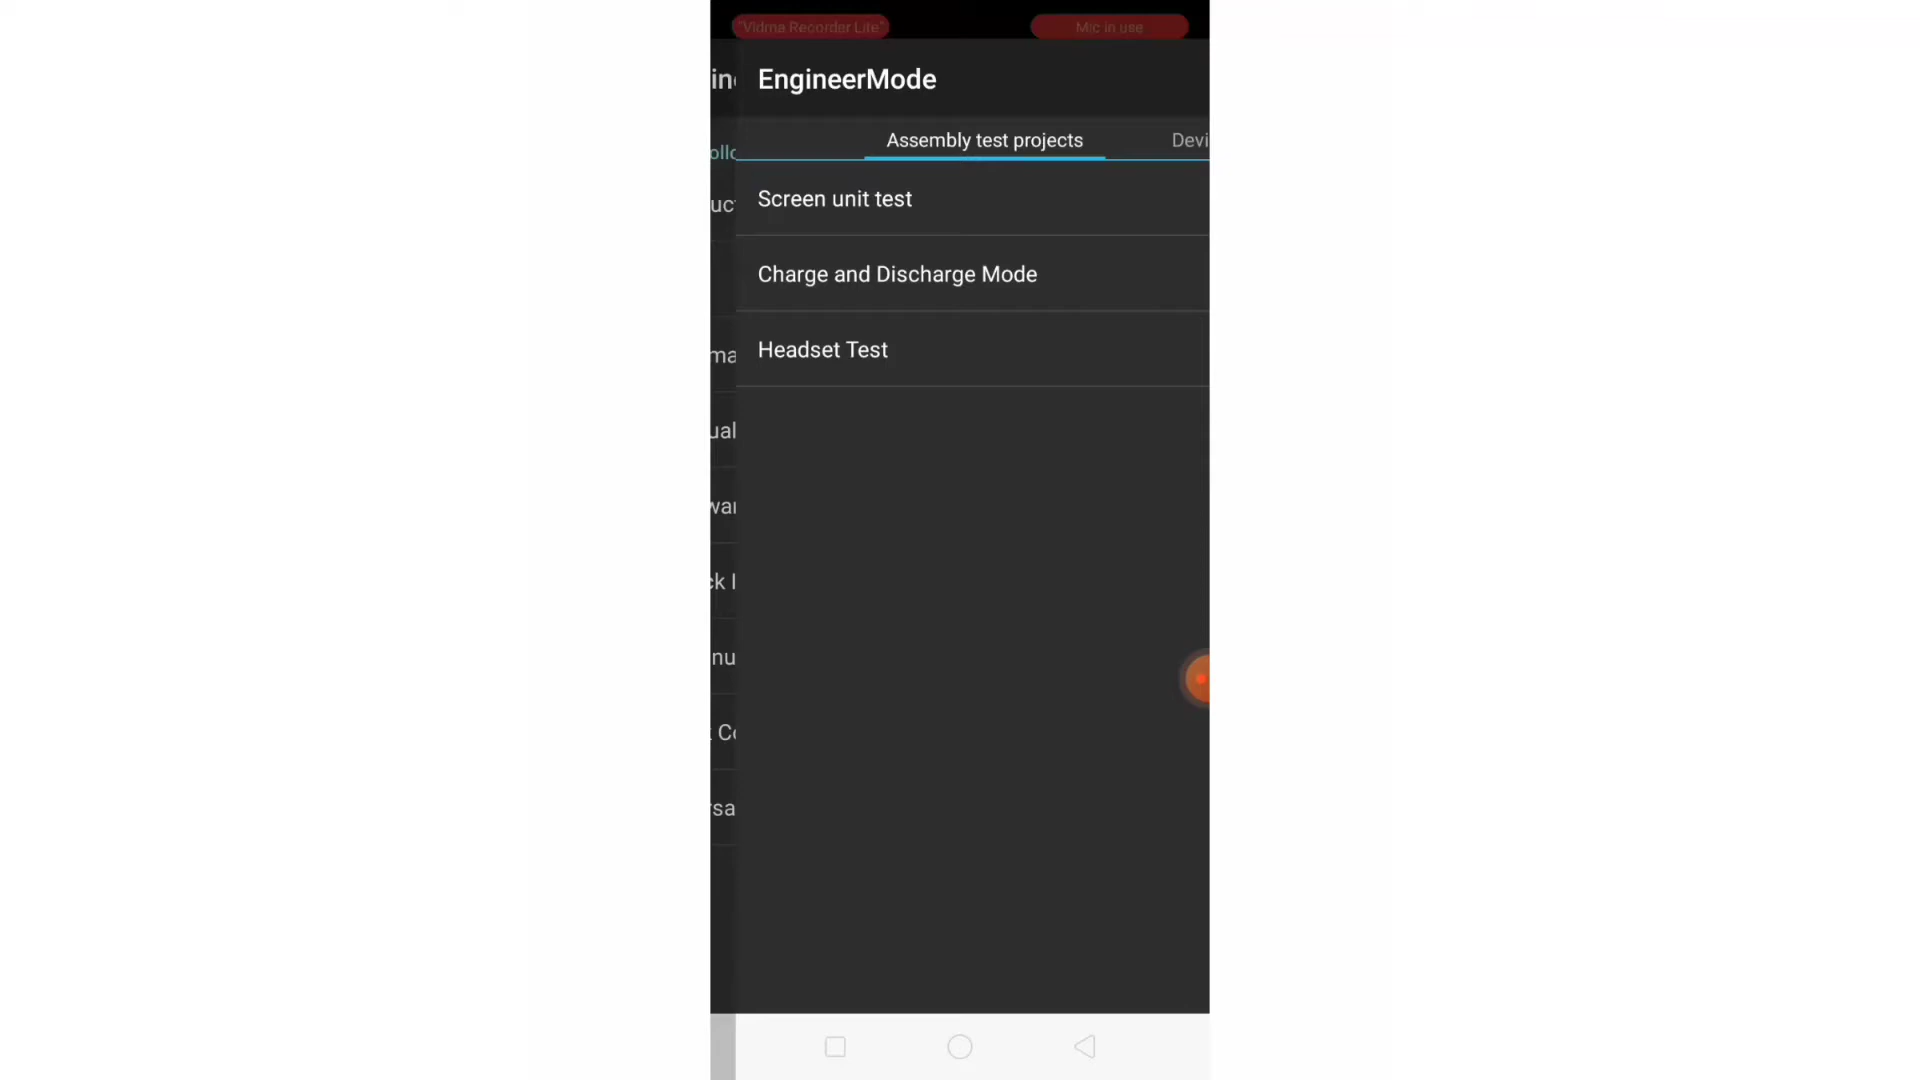 "Vidma Recorder Lite"
Mic in use
EngineerMode
Assembly test projects
Devi
Screen unit test
Charge and Discharge Mode
Headset Test